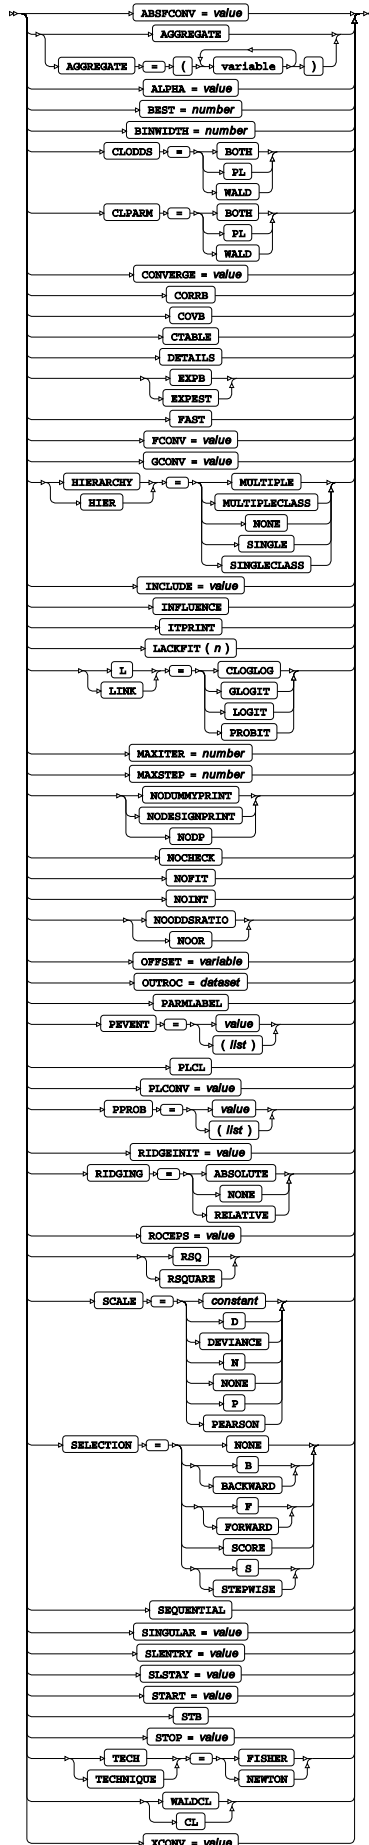 ABSFCONV = value
AGGREGATE
AGGREGATE = ( variable )
ALPHA = value
BEST = number
BINWIDTH = number
CLODDS = BOTH
PL
WALD
CLPARM = BOTH
PL
WALD
CONVERGE = value
CORRB
COVB
CTABLE
DETAILS
EXPB
EXPEST
FAST
FCONV = value
GCONV = value
HIERARCHY = MULTIPLE
HIER MULTIPLECLASS
NONE
SINGLE
SINGLECLASS
INCLUDE = value
INFLUENCE
ITPRINT
LACKFIT ( n )
L = CLOGLOG
LINK GLOGIT
LOGIT
PROBIT
MAXITER = number
MAXSTEP = number
NODUMMYPRINT
NODESIGNPRINT
NODP
NOCHECK
NOFIT
NOINT
NOODDSRATIO
NOOR
OFFSET = variable
OUTROC = dataset
PARMLABEL
PEVENT = value
( list )
PLCL
PLCONV = value
PPROB = value
( list )
RIDGEINIT = value
RIDGING = ABSOLUTE
NONE
RELATIVE
ROCEPS = value
RSQ
RSQUARE
SCALE = constant
D
DEVIANCE
N
NONE
P
PEARSON
SELECTION = NONE
B
BACKWARD
F
FORWARD
SCORE
S
STEPWISE
SEQUENTIAL
SINGULAR = value
SLENTRY = value
SLSTAY = value
START = value
STB
STOP = value
TECH = FISHER
TECHNIQUE NEWTON
WALDCL
CL
XCONV = value